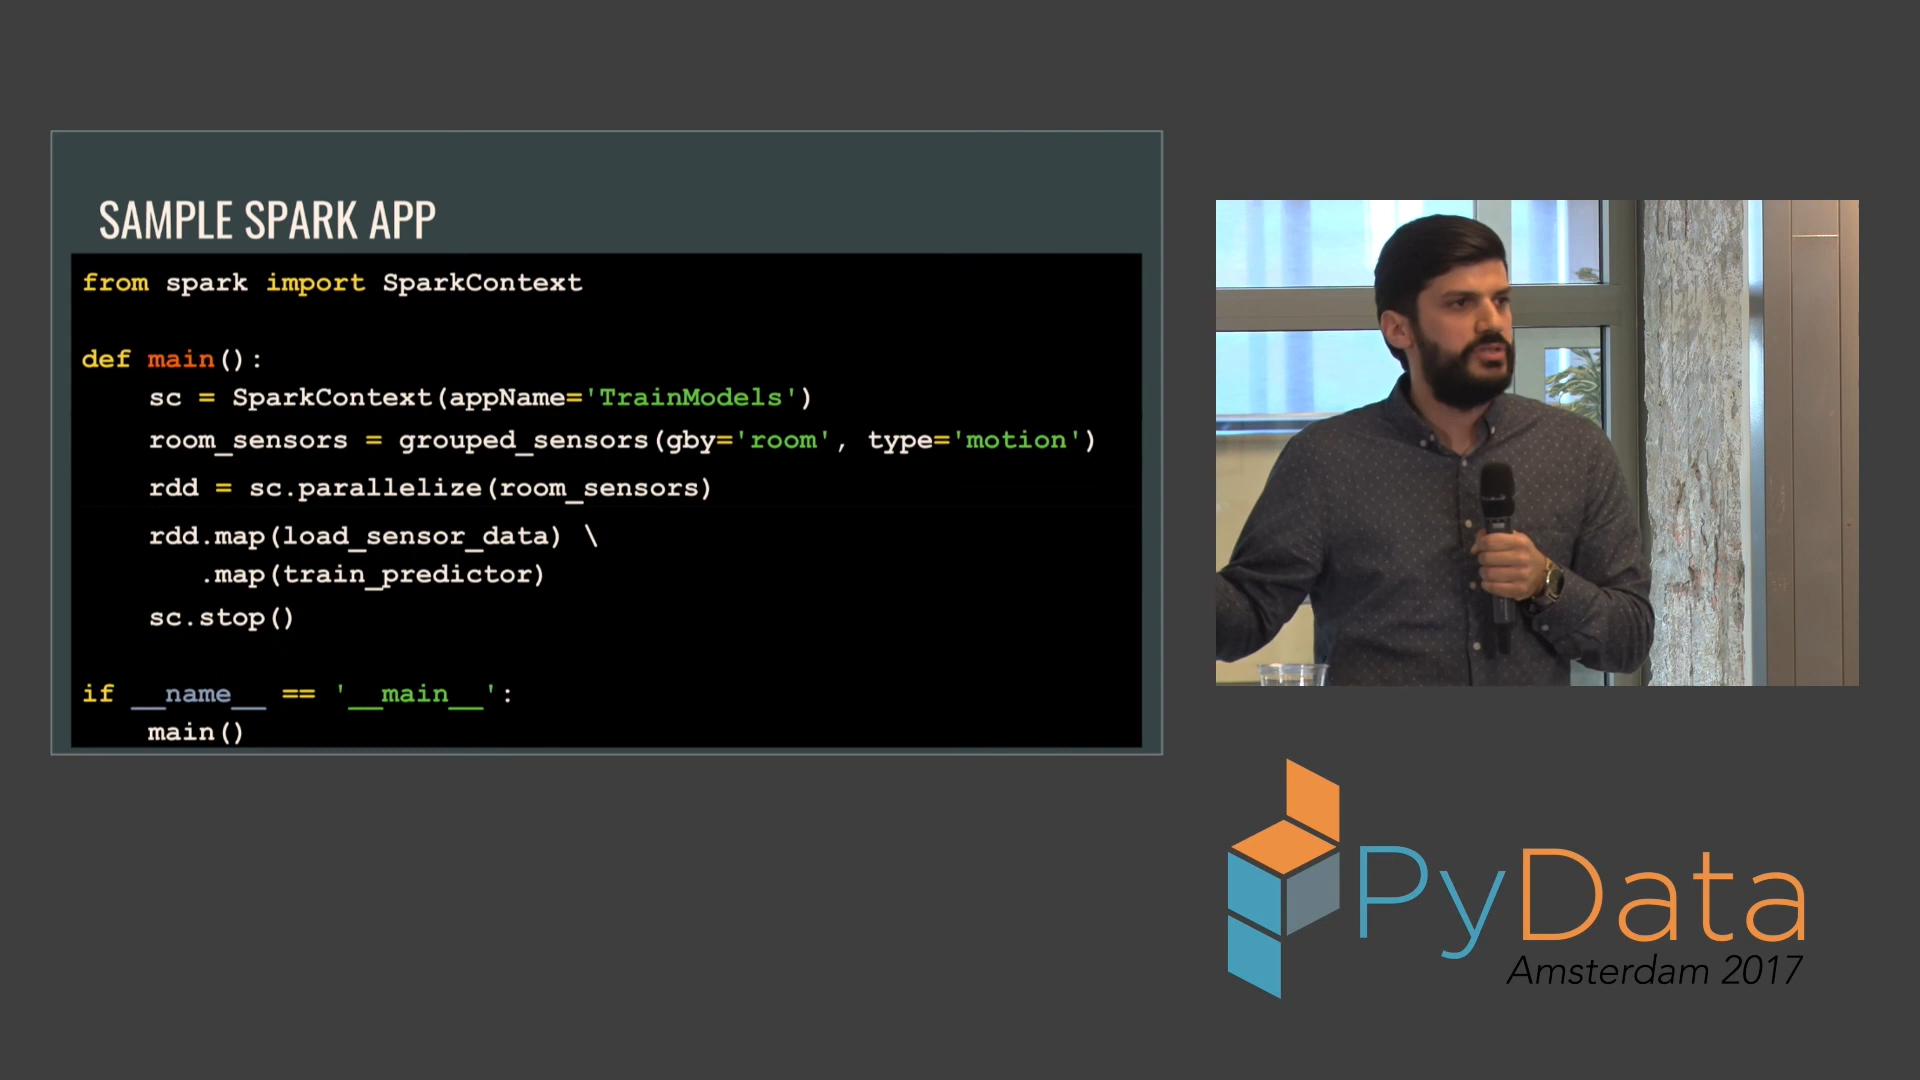 SAMPLE SPARK APP
from spark import SparkContext
def main():
    sc = SparkContext(appName='TrainModels')
    room_sensors = grouped_sensors(gby='room', type='motion')
    rdd = sc.parallelize(room_sensors)
    rdd.map(load_sensor_data) \
       .map(train_predictor)
    sc.stop()
if __name__ == '__main__':
    main()
PyData
Amsterdam 2017